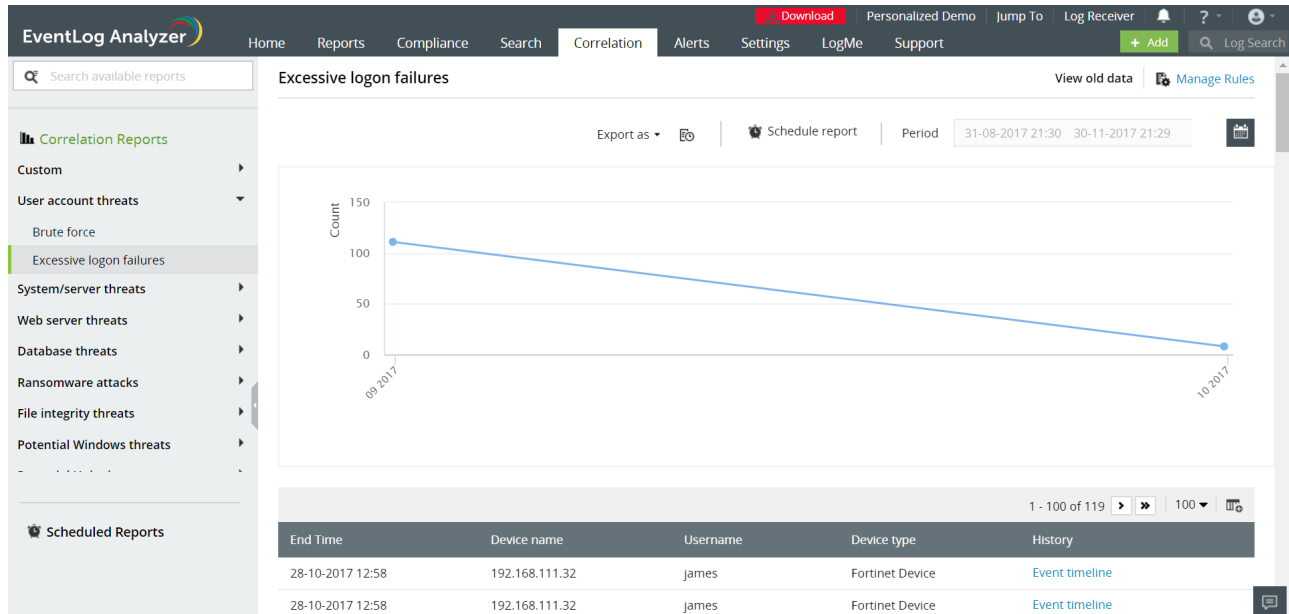 Download Personalized Demo Jump To Log Receiver ?
EventLog Analyzer
Home Reports Compliance Search Correlation Alerts Settings LogMe Support + Add Log Search
Search available reports
Excessive logon failures View old data Manage Rules
Correlation Reports
Custom
User account threats
Brute force
Excessive logon failures
System/server threats
Web server threats
Database threats
Ransomware attacks
File integrity threats
Potential Windows threats
Scheduled Reports
Export as Schedule report Period 31-08-2017 21:30 30-11-2017 21:29
Count
150
100
50
0
09 2017
10 2017
1 - 100 of 119 > » 100
End Time Device name Username Device type History
28-10-2017 12:58 192.168.111.32 james Fortinet Device Event timeline
28-10-2017 12:58 192.168.111.32 james Fortinet Device Event timeline